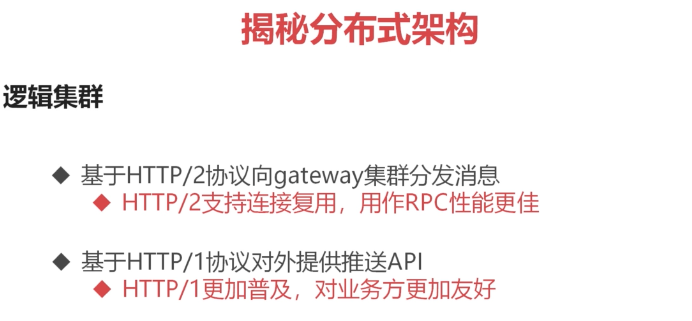 揭秘分布式架构
逻辑集群
◆ 基于HTTP/2协议向gateway集群分发消息
◆ HTTP/2支持连接复用，用作RPC性能更佳
◆ 基于HTTP/1协议对外提供推送API
◆ HTTP/1更加普及，对业务方更加友好